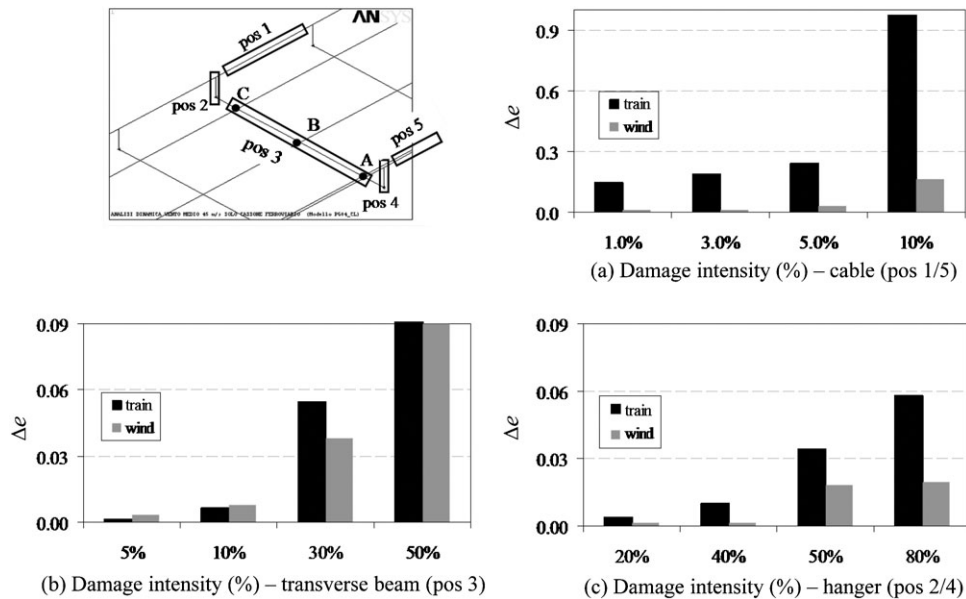 ANSYS
pos 1
pos 2
C
B
pos 3
A
pos 5
pos 4
Δe
0.9
0.6
0.3
0.0
train
wind
1.0% 3.0% 5.0% 10%
(a) Damage intensity (%) – cable (pos 1/5)
Δe
0.09
0.06
0.03
0.00
train
wind
5% 10% 30% 50%
(b) Damage intensity (%) – transverse beam (pos 3)
Δe
0.09
0.06
0.03
0.00
train
wind
20% 40% 50% 80%
(c) Damage intensity (%) – hanger (pos 2/4)